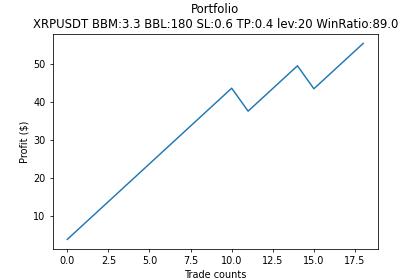 Portfolio
XRPUSDT BBM:3.3 BBL:180 SL:0.6 TP:0.4 lev:20 WinRatio:89.0
Profit ($)
50
40
30
20
10
0.0 2.5 5.0 7.5 10.0 12.5 15.0 17.5
Trade counts